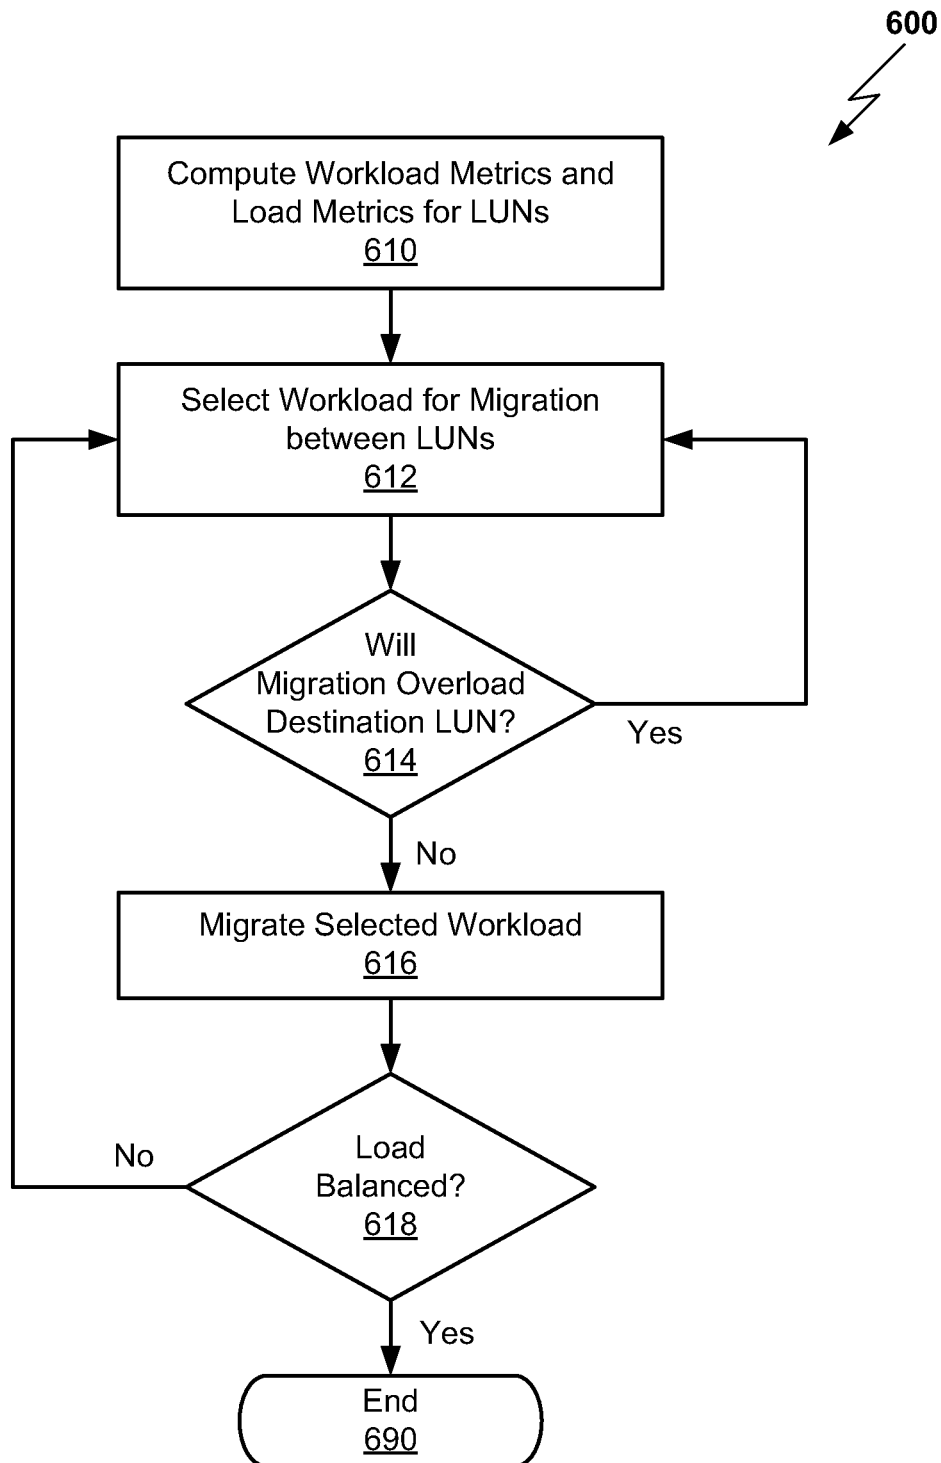 600
Compute Workload Metrics and
Load Metrics for LUNs
610
Select Workload for Migration
between LUNs
612
Will
Migration Overload
Destination LUN?
614
Yes
No
Migrate Selected Workload
616
Load
Balanced?
618
No
Yes
End
690